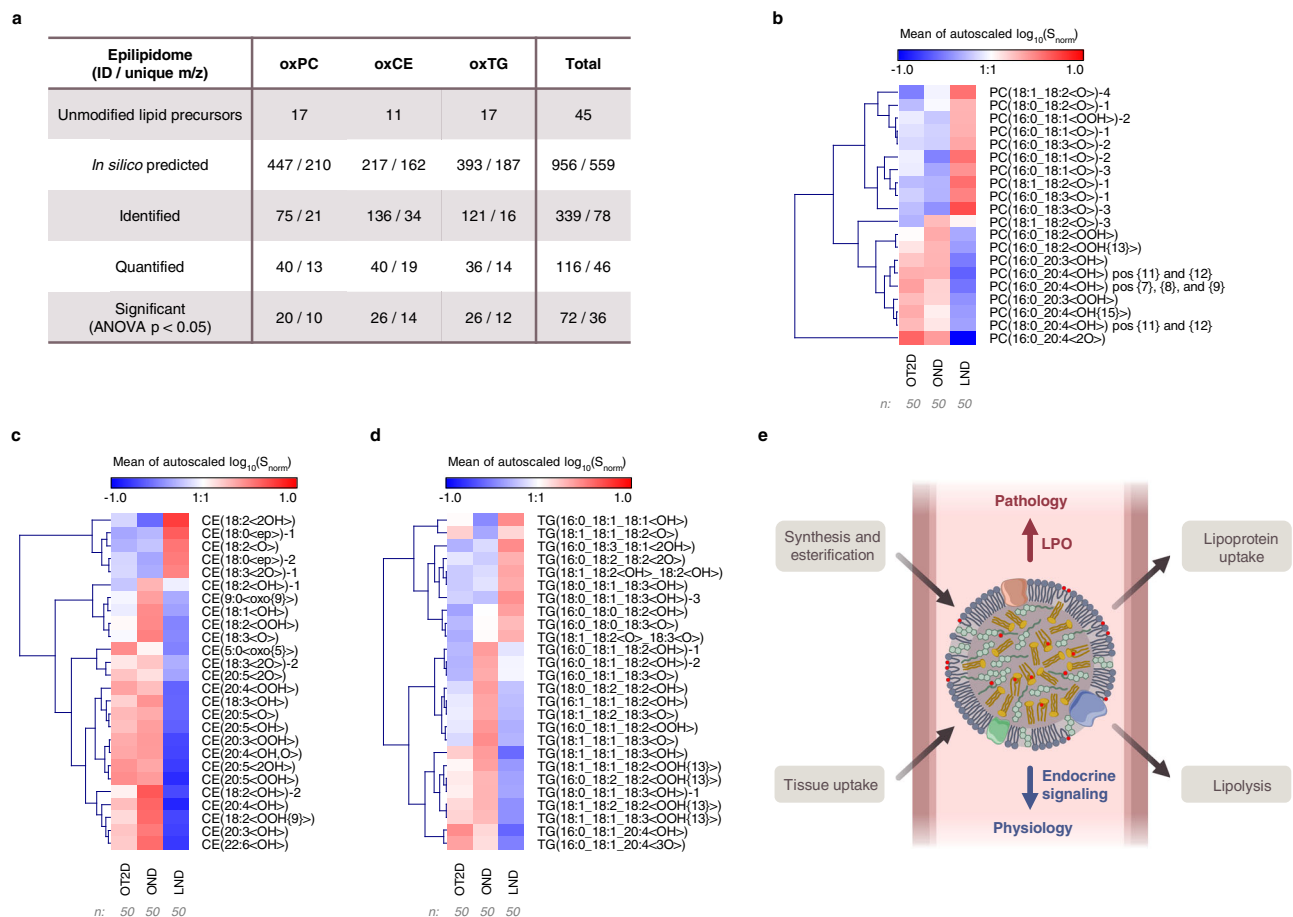 a
Epilipidome
(ID / unique m/z)
oxPC
oxCE
oxTG
Total
Unmodified lipid precursors
17
11
17
45
In silico predicted
447 / 210
217 / 162
393 / 187
956 / 559
Identified
75 / 21
136 / 34
121 / 16
339 / 78
Quantified
40 / 13
40 / 19
36 / 14
116 / 46
Significant
(ANOVA p < 0.05)
20 / 10
26 / 14
26 / 12
72 / 36
b
Mean of autoscaled log10(Snorm)
-1.0 1:1 1.0
PC(18:1_18:2<O>)-4
PC(18:0_18:2<O>)-1
PC(16:0_18:1<OOH>)-2
PC(16:0_18:1<O>)-1
PC(16:0_18:3<O>)-2
PC(16:0_18:1<O>)-2
PC(16:0_18:1<O>)-3
PC(18:1_18:2<O>)-1
PC(16:0_18:3<O>)-1
PC(16:0_18:3<O>)-3
PC(18:1_18:2<O>)-3
PC(16:0_18:2<OOH>)
PC(16:0_18:2<OOH{13}>)
PC(16:0_20:3<OH>)
PC(16:0_20:4<OH>) pos {11} and {12}
PC(16:0_20:4<OH>) pos {7}, {8}, and {9}
PC(16:0_20:3<OOH>)
PC(16:0_20:4<OH{15}>)
PC(18:0_20:4<OH>) pos {11} and {12}
PC(16:0_20:4<2O>)
OT2D
OND
LND
n: 50 50 50
c
Mean of autoscaled log10(Snorm)
-1.0 1:1 1.0
CE(18:2<2OH>)
CE(18:0<ep>)-1
CE(18:2<O>)
CE(18:0<ep>)-2
CE(18:3<2O>)-1
CE(18:2<OH>)-1
CE(9:0<oxo{9}>)
CE(18:1<OH>)
CE(18:2<OOH>)
CE(18:3<O>)
CE(5:0<oxo{5}>)
CE(18:3<2O>)-2
CE(20:5<2O>)
CE(20:4<OOH>)
CE(18:3<OH>)
CE(20:5<O>)
CE(20:5<OH>)
CE(20:3<OOH>)
CE(20:4<OH,O>)
CE(20:5<2OH>)
CE(20:5<OOH>)
CE(18:2<OH>)-2
CE(20:4<OH>)
CE(18:2<OOH{9}>)
CE(20:3<OH>)
CE(22:6<OH>)
OT2D
OND
LND
n: 50 50 50
d
Mean of autoscaled log10(Snorm)
-1.0 1:1 1.0
TG(16:0_18:1_18:1<OH>)
TG(18:1_18:1_18:2<O>)
TG(16:0_18:3_18:1<2OH>)
TG(16:0_18:2_18:2<2O>)
TG(18:1_18:2<OH>_18:2<OH>)
TG(18:0_18:1_18:3<OH>)
TG(18:0_18:1_18:3<OH>)-3
TG(16:0_18:0_18:2<OH>)
TG(16:0_18:0_18:3<O>)
TG(18:1_18:2<O>_18:3<O>)
TG(16:0_18:1_18:2<OH>)-1
TG(16:0_18:1_18:2<OH>)-2
TG(16:0_18:1_18:3<O>)
TG(18:0_18:2_18:2<OH>)
TG(18:1_18:1_18:2<OH>)
TG(18:1_18:2_18:3<O>)
TG(16:0_18:1_18:2<OOH>)
TG(18:1_18:1_18:3<O>)
TG(18:1_18:1_18:3<OH>)
TG(18:1_18:1_18:2<OOH{13}>)
TG(16:0_18:2_18:2<OOH{13}>)
TG(18:0_18:1_18:3<OH>)-1
TG(18:1_18:2_18:2<OOH{13}>)
TG(18:1_18:1_18:3<OOH{13}>)
TG(16:0_18:1_20:4<OH>)
TG(16:0_18:1_20:4<3O>)
OT2D
OND
LND
n: 50 50 50
e
Pathology
LPO
Synthesis and
esterification
Lipoprotein
uptake
Tissue uptake
Lipolysis
Endocrine
signaling
Physiology